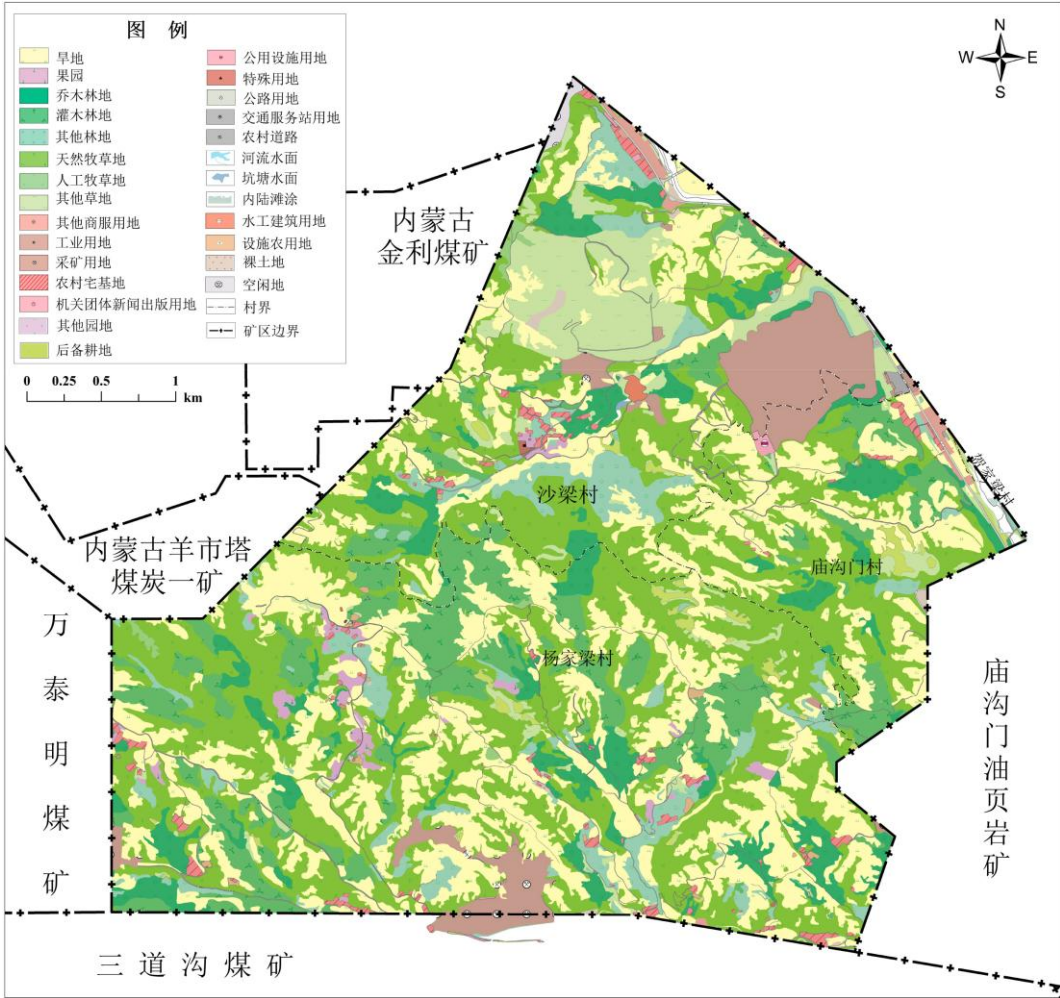 图 例
旱地
果园
乔木林地
灌木林地
其他林地
天然牧草地
人工牧草地
其他草地
其他商服用地
工业用地
采矿用地
农村宅基地
机关团体新闻出版用地
其他园地
后备耕地
公用设施用地
特殊用地
公路用地
交通服务站用地
农村道路
河流水面
坑塘水面
内陆滩涂
水工建筑用地
设施农用地
裸土地
空闲地
村界
矿区边界
0 0.25 0.5 1
km
N
W E
S
内蒙古
金利煤矿
贺家梁村
沙梁村
内蒙古羊市塔
煤炭一矿
庙沟门村
杨家梁村
万泰明煤矿
庙沟门油页岩矿
三道沟煤矿